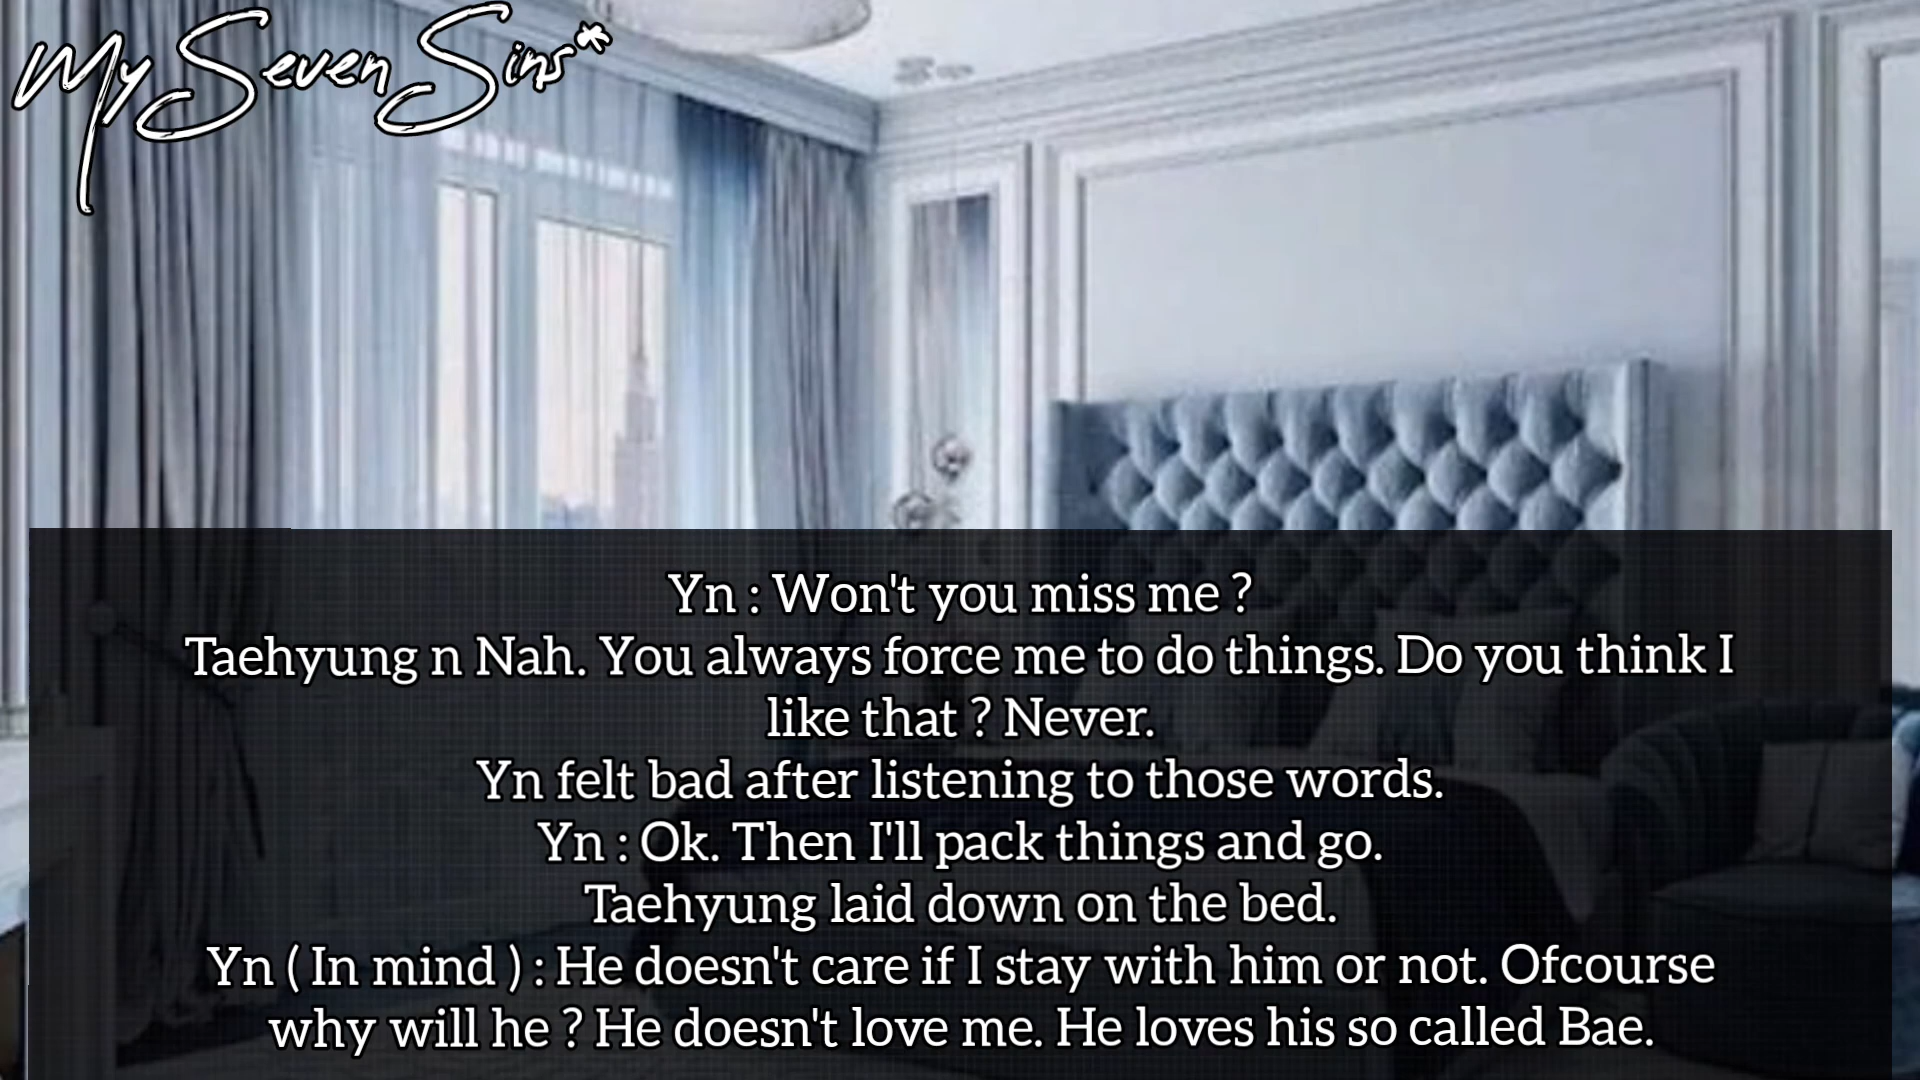 My Seven Sins*
Yn : Won't you miss me ?
Taehyung n Nah. You always force me to do things. Do you think I
like that ? Never.
Yn felt bad after listening to those words.
Yn : Ok. Then I'll pack things and go.
Taehyung laid down on the bed.
Yn ( In mind ) : He doesn't care if I stay with him or not. Ofcourse
why will he ? He doesn't love me. He loves his so called Bae.